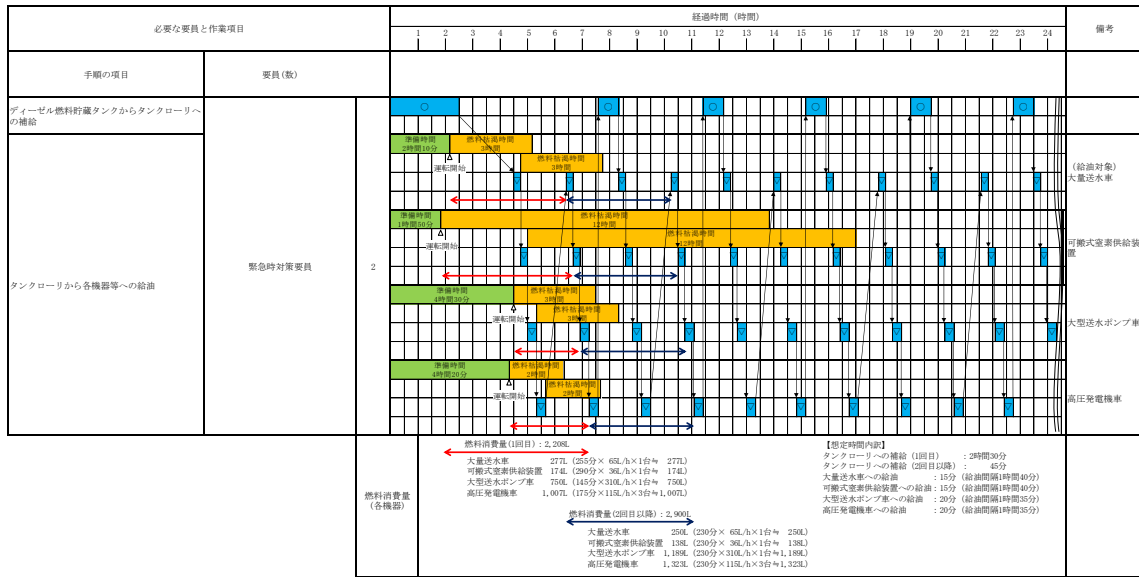 必要な要員と作業項目
経過時間（時間）
備考
1 2 3 4 5 6 7 8 9 10 11 12 13 14 15 16 17 18 19 20 21 22 23 24
手順の項目
要員(数)
ディーゼル燃料貯蔵タンクからタンクローリへ
の補給
タンクローリから各機器等への給油
緊急時対策要員
2
準備時間
2時間10分
燃料枯渇時間
3時間
燃料枯渇時間
3時間
運転開始
（給油対象）
大量送水車
準備時間
1時間50分
燃料枯渇時間
12時間
燃料枯渇時間
12時間
運転開始
可搬式窒素供給装
置
準備時間
4時間30分
燃料枯渇時間
3時間
燃料枯渇時間
3時間
運転開始
大型送水ポンプ車
準備時間
4時間20分
燃料枯渇時間
2時間
燃料枯渇時間
2時間
運転開始
高圧発電機車
燃料消費量
(各機器)
燃料消費量(1回目)：2,208L
大量送水車 277L (255分× 65L/h×1台≒ 277L)
可搬式窒素供給装置 174L (290分× 36L/h×1台≒ 174L)
大型送水ポンプ車 750L (145分×310L/h×1台≒ 750L)
高圧発電機車 1,007L (175分×115L/h×3台≒1,007L)
燃料消費量(2回目以降)：2,900L
大量送水車 250L (230分× 65L/h×1台≒ 250L)
可搬式窒素供給装置 138L (230分× 36L/h×1台≒ 138L)
大型送水ポンプ車 1,189L (230分×310L/h×1台≒1,189L)
高圧発電機車 1,323L (230分×115L/h×3台≒1,323L)
【想定時間内訳】
タンクローリへの補給 (1回目) ：2時間30分
タンクローリへの補給 (2回目以降) ： 45分
大量送水車への給油 ：15分 (給油間隔1時間40分)
可搬式窒素供給装置への給油：15分 (給油間隔1時間40分)
大型送水ポンプ車への給油 ：20分 (給油間隔1時間35分)
高圧発電機車への給油 ：20分 (給油間隔1時間35分)